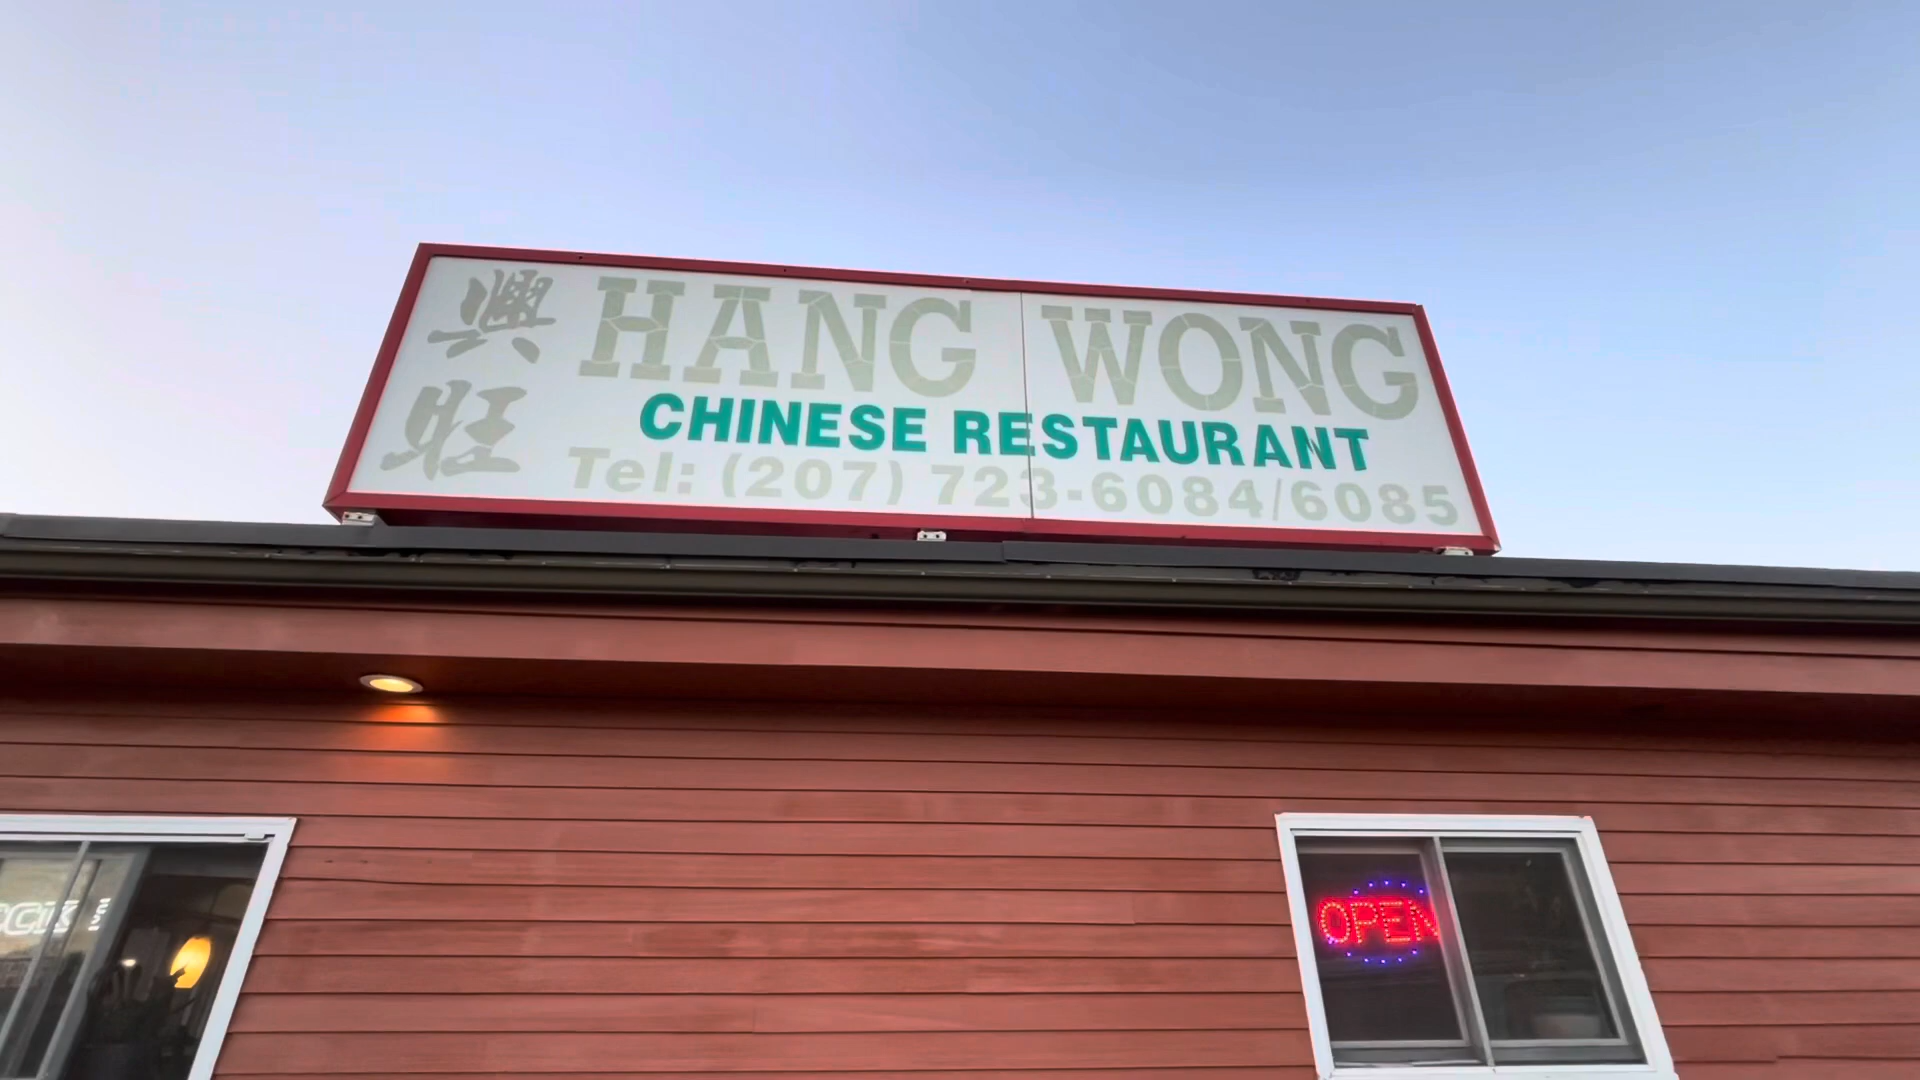 興旺
HANG WONG
CHINESE RESTAURANT
Tel: (207) 723-6084/6085
OPEN